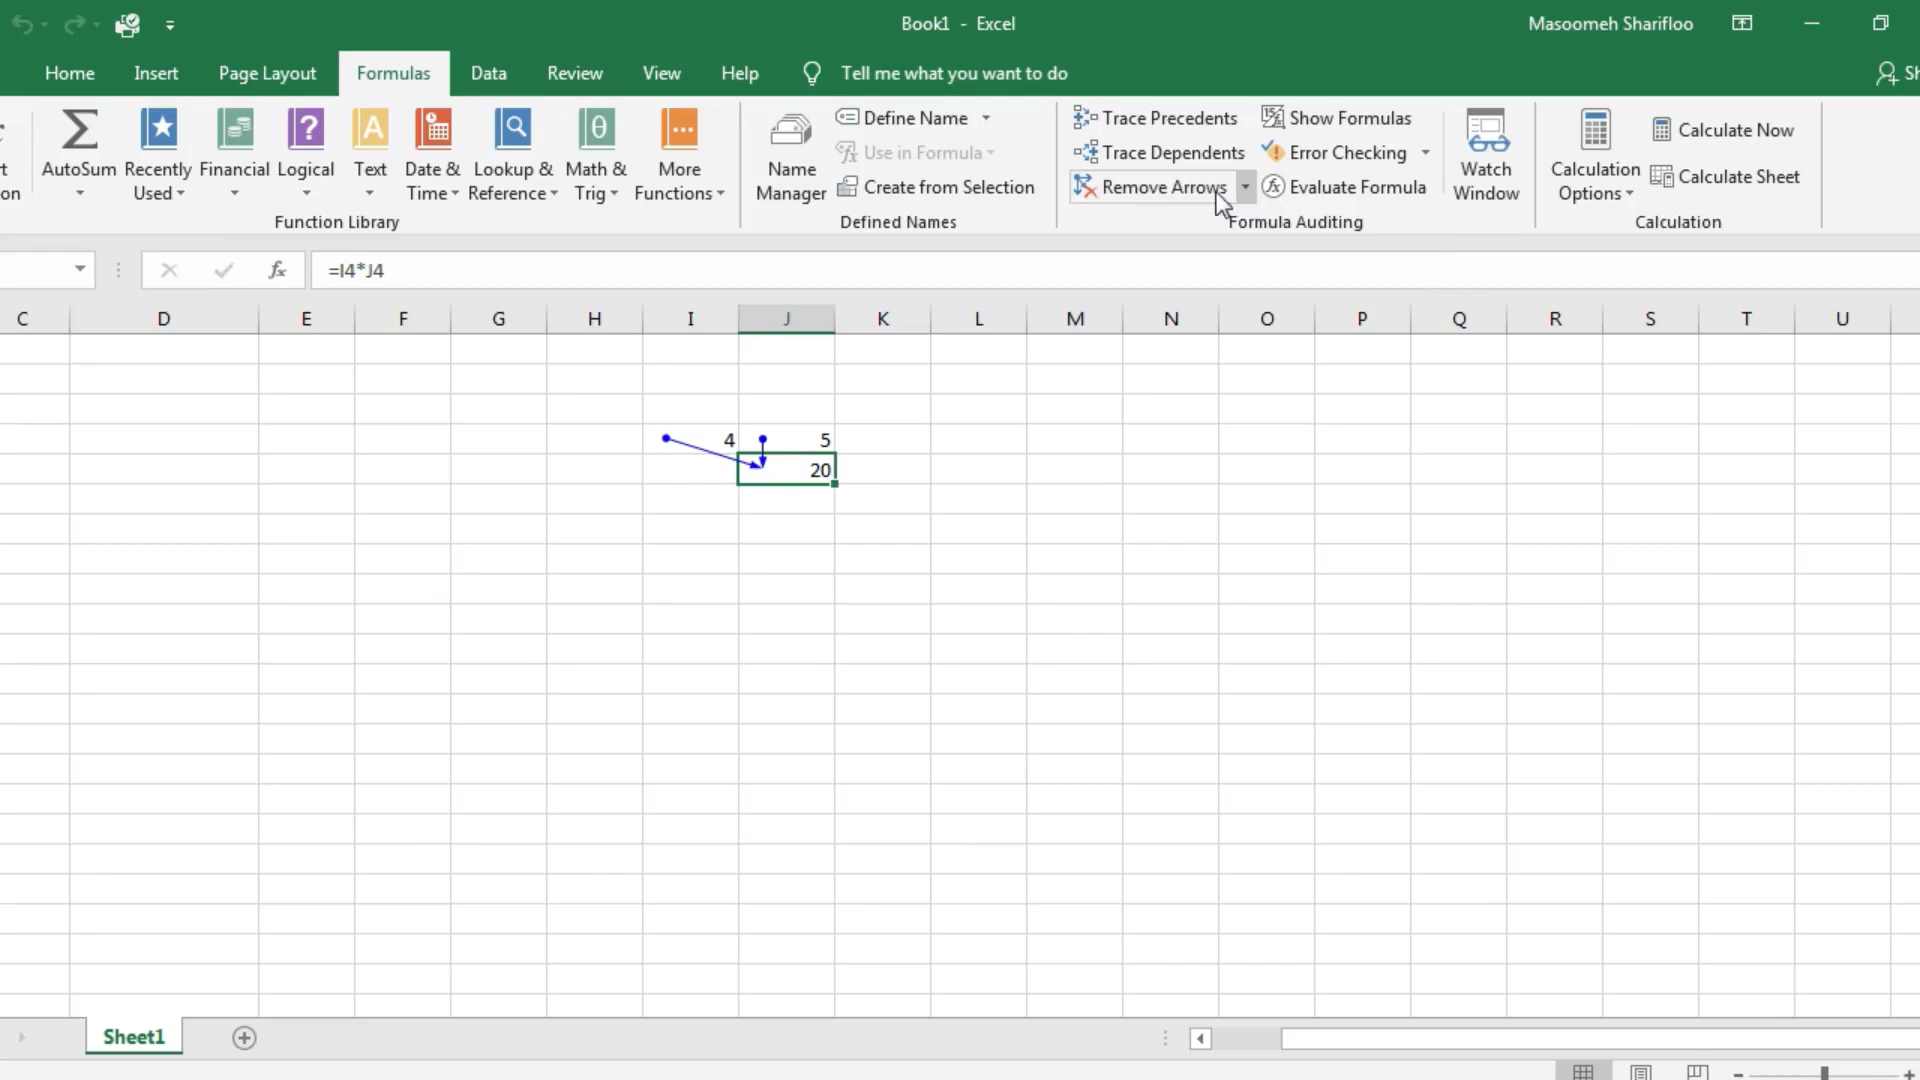 Book1 - Excel
Masoomeh Sharifloo
Home Insert Page Layout Formulas Data Review View Help Tell me what you want to do Sh
AutoSum
Recently Used
Financial
Logical
Text
Date & Time
Lookup & Reference
Math & Trig
More Functions
Function Library
Name Manager
Define Name
Use in Formula
Create from Selection
Defined Names
Trace Precedents
Trace Dependents
Remove Arrows
Show Formulas
Error Checking
Evaluate Formula
Formula Auditing
Watch Window
Calculation Options
Calculate Now
Calculate Sheet
Calculation
fx =I4*J4
C D E F G H I J K L M N O P Q R S T U
4 5
20
Sheet1